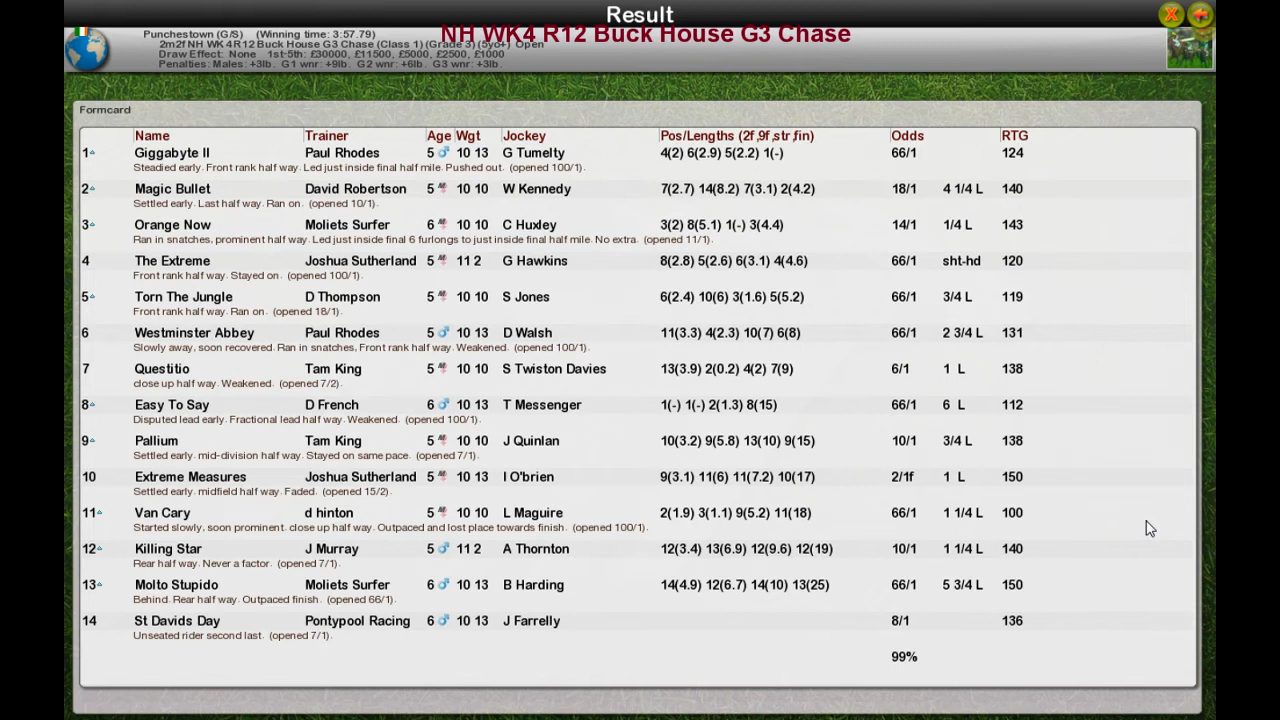 Result
NH WK4 R12 Buck House G3 Chase
Punchestown (G/S) (Winning time: 3:57.79)
2m2f NH WK4 R12 Buck House G3 Chase (Class 1) (Grade 3) (5yo+) Open
Draw Effect: None 1st-5th: £30000, £11500, £5000, £2500, £1000
Penalties: Males: +3lb. G1 wnr: +9lb. G2 wnr: +6lb. G3 wnr: +3lb.
Formcard
Name Trainer Age Wgt Jockey Pos/Lengths (2f,9f,str,fin) Odds RTG
1 Giggabyte II Paul Rhodes 5 10 13 G Tumelty 4(2) 6(2.9) 5(2.2) 1(-) 66/1 124
Steadied early. Front rank half way. Led just inside final half mile. Pushed out. (opened 100/1).
2 Magic Bullet David Robertson 5 10 10 W Kennedy 7(2.7) 14(8.2) 7(3.1) 2(4.2) 18/1 4 1/4 L 140
Settled early. Last half way. Ran on. (opened 10/1).
3 Orange Now Moliets Surfer 6 10 10 C Huxley 3(2) 8(5.1) 1(-) 3(4.4) 14/1 1/4 L 143
Ran in snatches, prominent half way. Led just inside final 6 furlongs to just inside final half mile. No extra. (opened 11/1).
4 The Extreme Joshua Sutherland 5 11 2 G Hawkins 8(2.8) 5(2.6) 6(3.1) 4(4.6) 66/1 sht-hd 120
Front rank half way. Stayed on. (opened 100/1).
5 Torn The Jungle D Thompson 5 10 10 S Jones 6(2.4) 10(6) 3(1.6) 5(5.2) 66/1 3/4 L 119
Front rank half way. Ran on. (opened 18/1).
6 Westminster Abbey Paul Rhodes 5 10 13 D Walsh 11(3.3) 4(2.3) 10(7) 6(8) 66/1 2 3/4 L 131
Slowly away, soon recovered. Ran in snatches, Front rank half way. Weakened. (opened 100/1).
7 Questitio Tam King 5 10 10 S Twiston Davies 13(3.9) 2(0.2) 4(2) 7(9) 6/1 1 L 138
close up half way. Weakened. (opened 7/2).
8 Easy To Say D French 6 10 13 T Messenger 1(-) 1(-) 2(1.3) 8(15) 66/1 6 L 112
Disputed lead early. Fractional lead half way. Weakened. (opened 100/1).
9 Pallium Tam King 5 10 10 J Quinlan 10(3.2) 9(5.8) 13(10) 9(15) 10/1 3/4 L 138
Settled early. mid-division half way. Stayed on same pace. (opened 7/1).
10 Extreme Measures Joshua Sutherland 5 10 13 I O'brien 9(3.1) 11(6) 11(7.2) 10(17) 2/1f 1 L 150
Settled early. midfield half way. Faded. (opened 15/2).
11 Van Cary d hinton 5 10 10 L Maguire 2(1.9) 3(1.1) 9(5.2) 11(18) 66/1 1 1/4 L 100
Started slowly, soon prominent. close up half way. Outpaced and lost place towards finish. (opened 100/1).
12 Killing Star J Murray 5 11 2 A Thornton 12(3.4) 13(6.9) 12(9.6) 12(19) 10/1 1 1/4 L 140
Rear half way. Never a factor. (opened 7/1).
13 Molto Stupido Moliets Surfer 6 10 13 B Harding 14(4.9) 12(6.7) 14(10) 13(25) 66/1 5 3/4 L 150
Behind. Rear half way. Outpaced finish. (opened 66/1).
14 St Davids Day Pontypool Racing 6 10 13 J Farrelly 8/1 136
Unseated rider second last. (opened 7/1).
99%